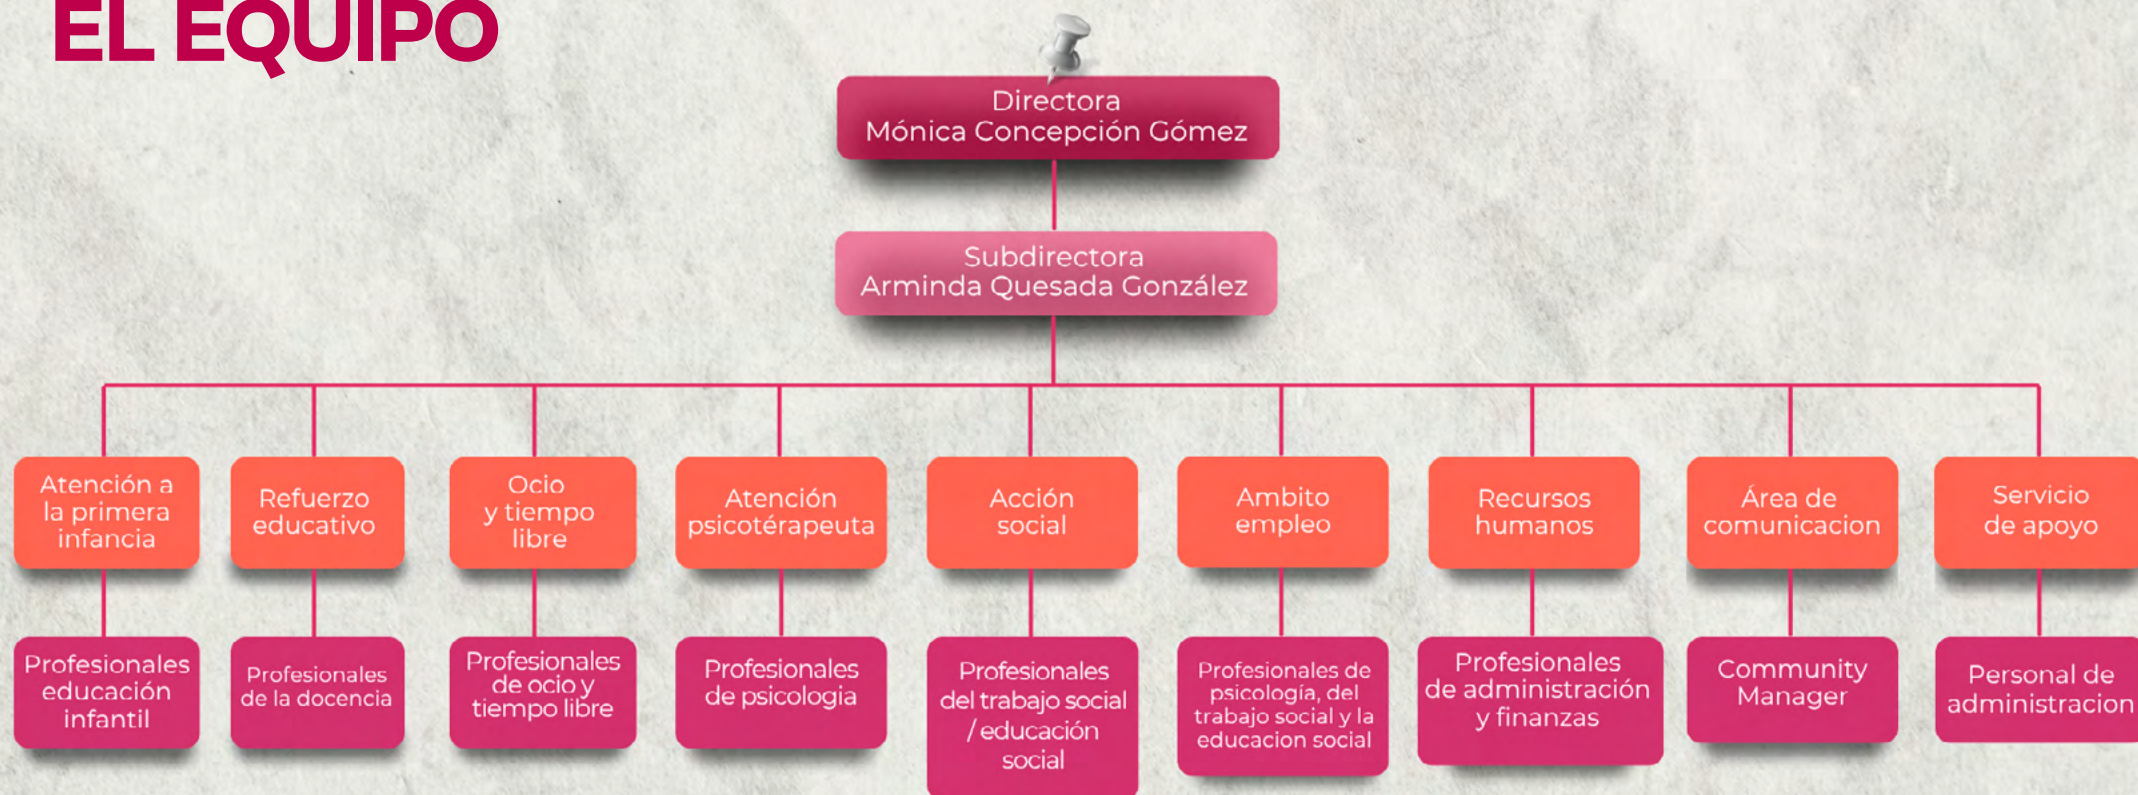 EL EQUIPO
Directora
Mónica Concepción Gómez
Subdirectora
Arminda Quesada González
Atención a
la primera
infancia
Refuerzo
educativo
Ocio
y tiempo
libre
Atención
psicotérapeuta
Acción
social
Ambito
empleo
Recursos
humanos
Área de
comunicacion
Servicio
de apoyo
Profesionales
educación
infantil
Profesionales
de la docencia
Profesionales
de ocio y
tiempo libre
Profesionales
de psicologia
Profesionales
del trabajo social
/ educación
social
Profesionales de
psicología, del
trabajo social y la
educacion social
Profesionales
de administración
y finanzas
Community
Manager
Personal de
administracion